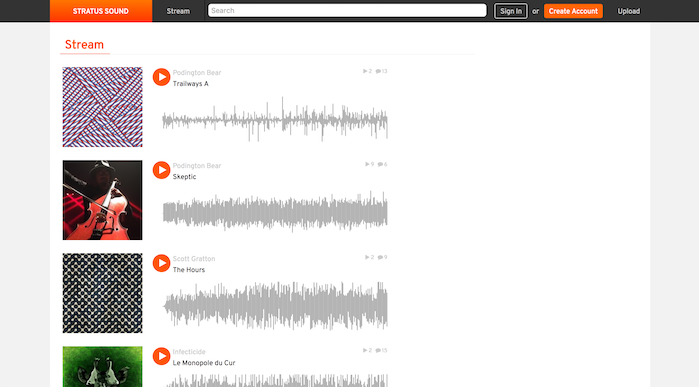 STRATUS SOUND Stream Search Sign In or Create Account Upload
Stream
Podington Bear 2 13
Trailways A
Podington Bear 9 6
Skeptic
Scott Gratton 2 9
The Hours
Infecticide 2 15
Le Monopole du Cur